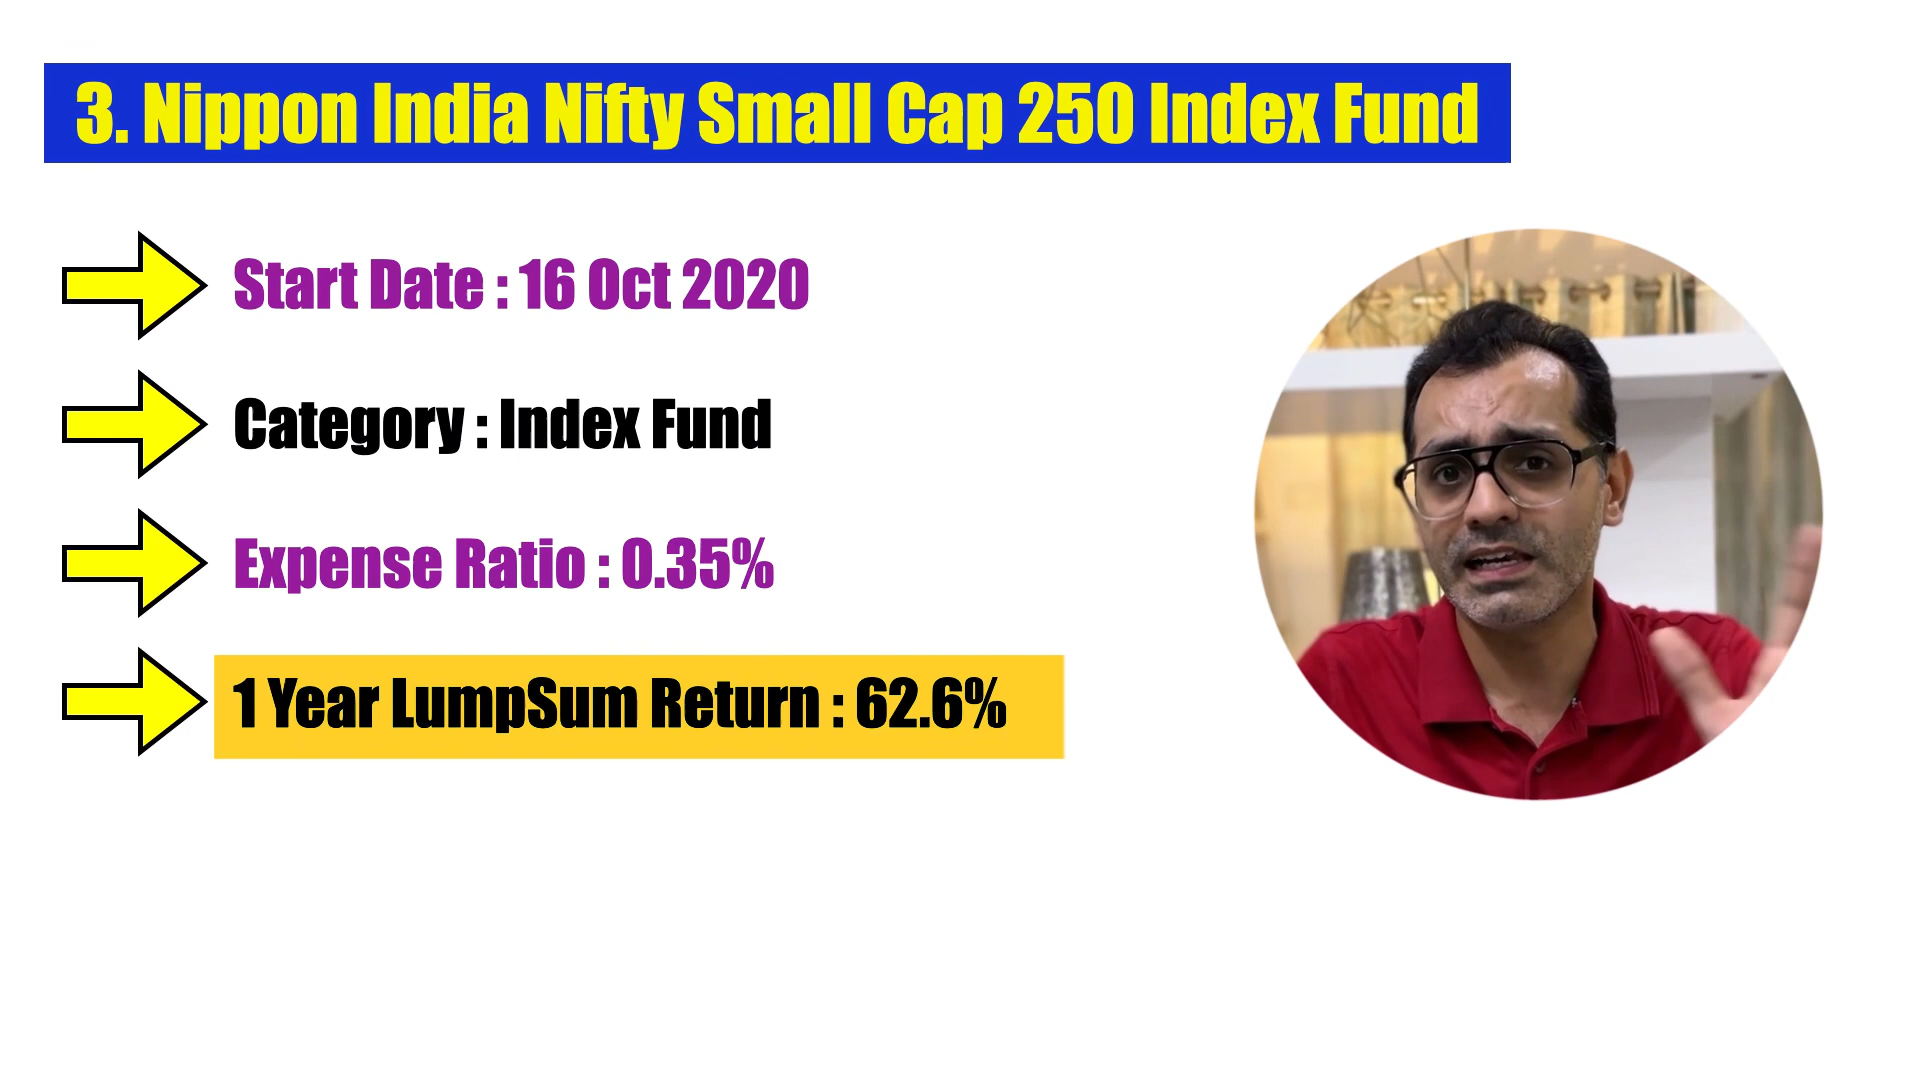 3. Nippon India Nifty Small Cap 250 Index Fund
Start Date : 16 Oct 2020
Category : Index Fund
Expense Ratio : 0.35%
1 Year LumpSum Return : 62.6%